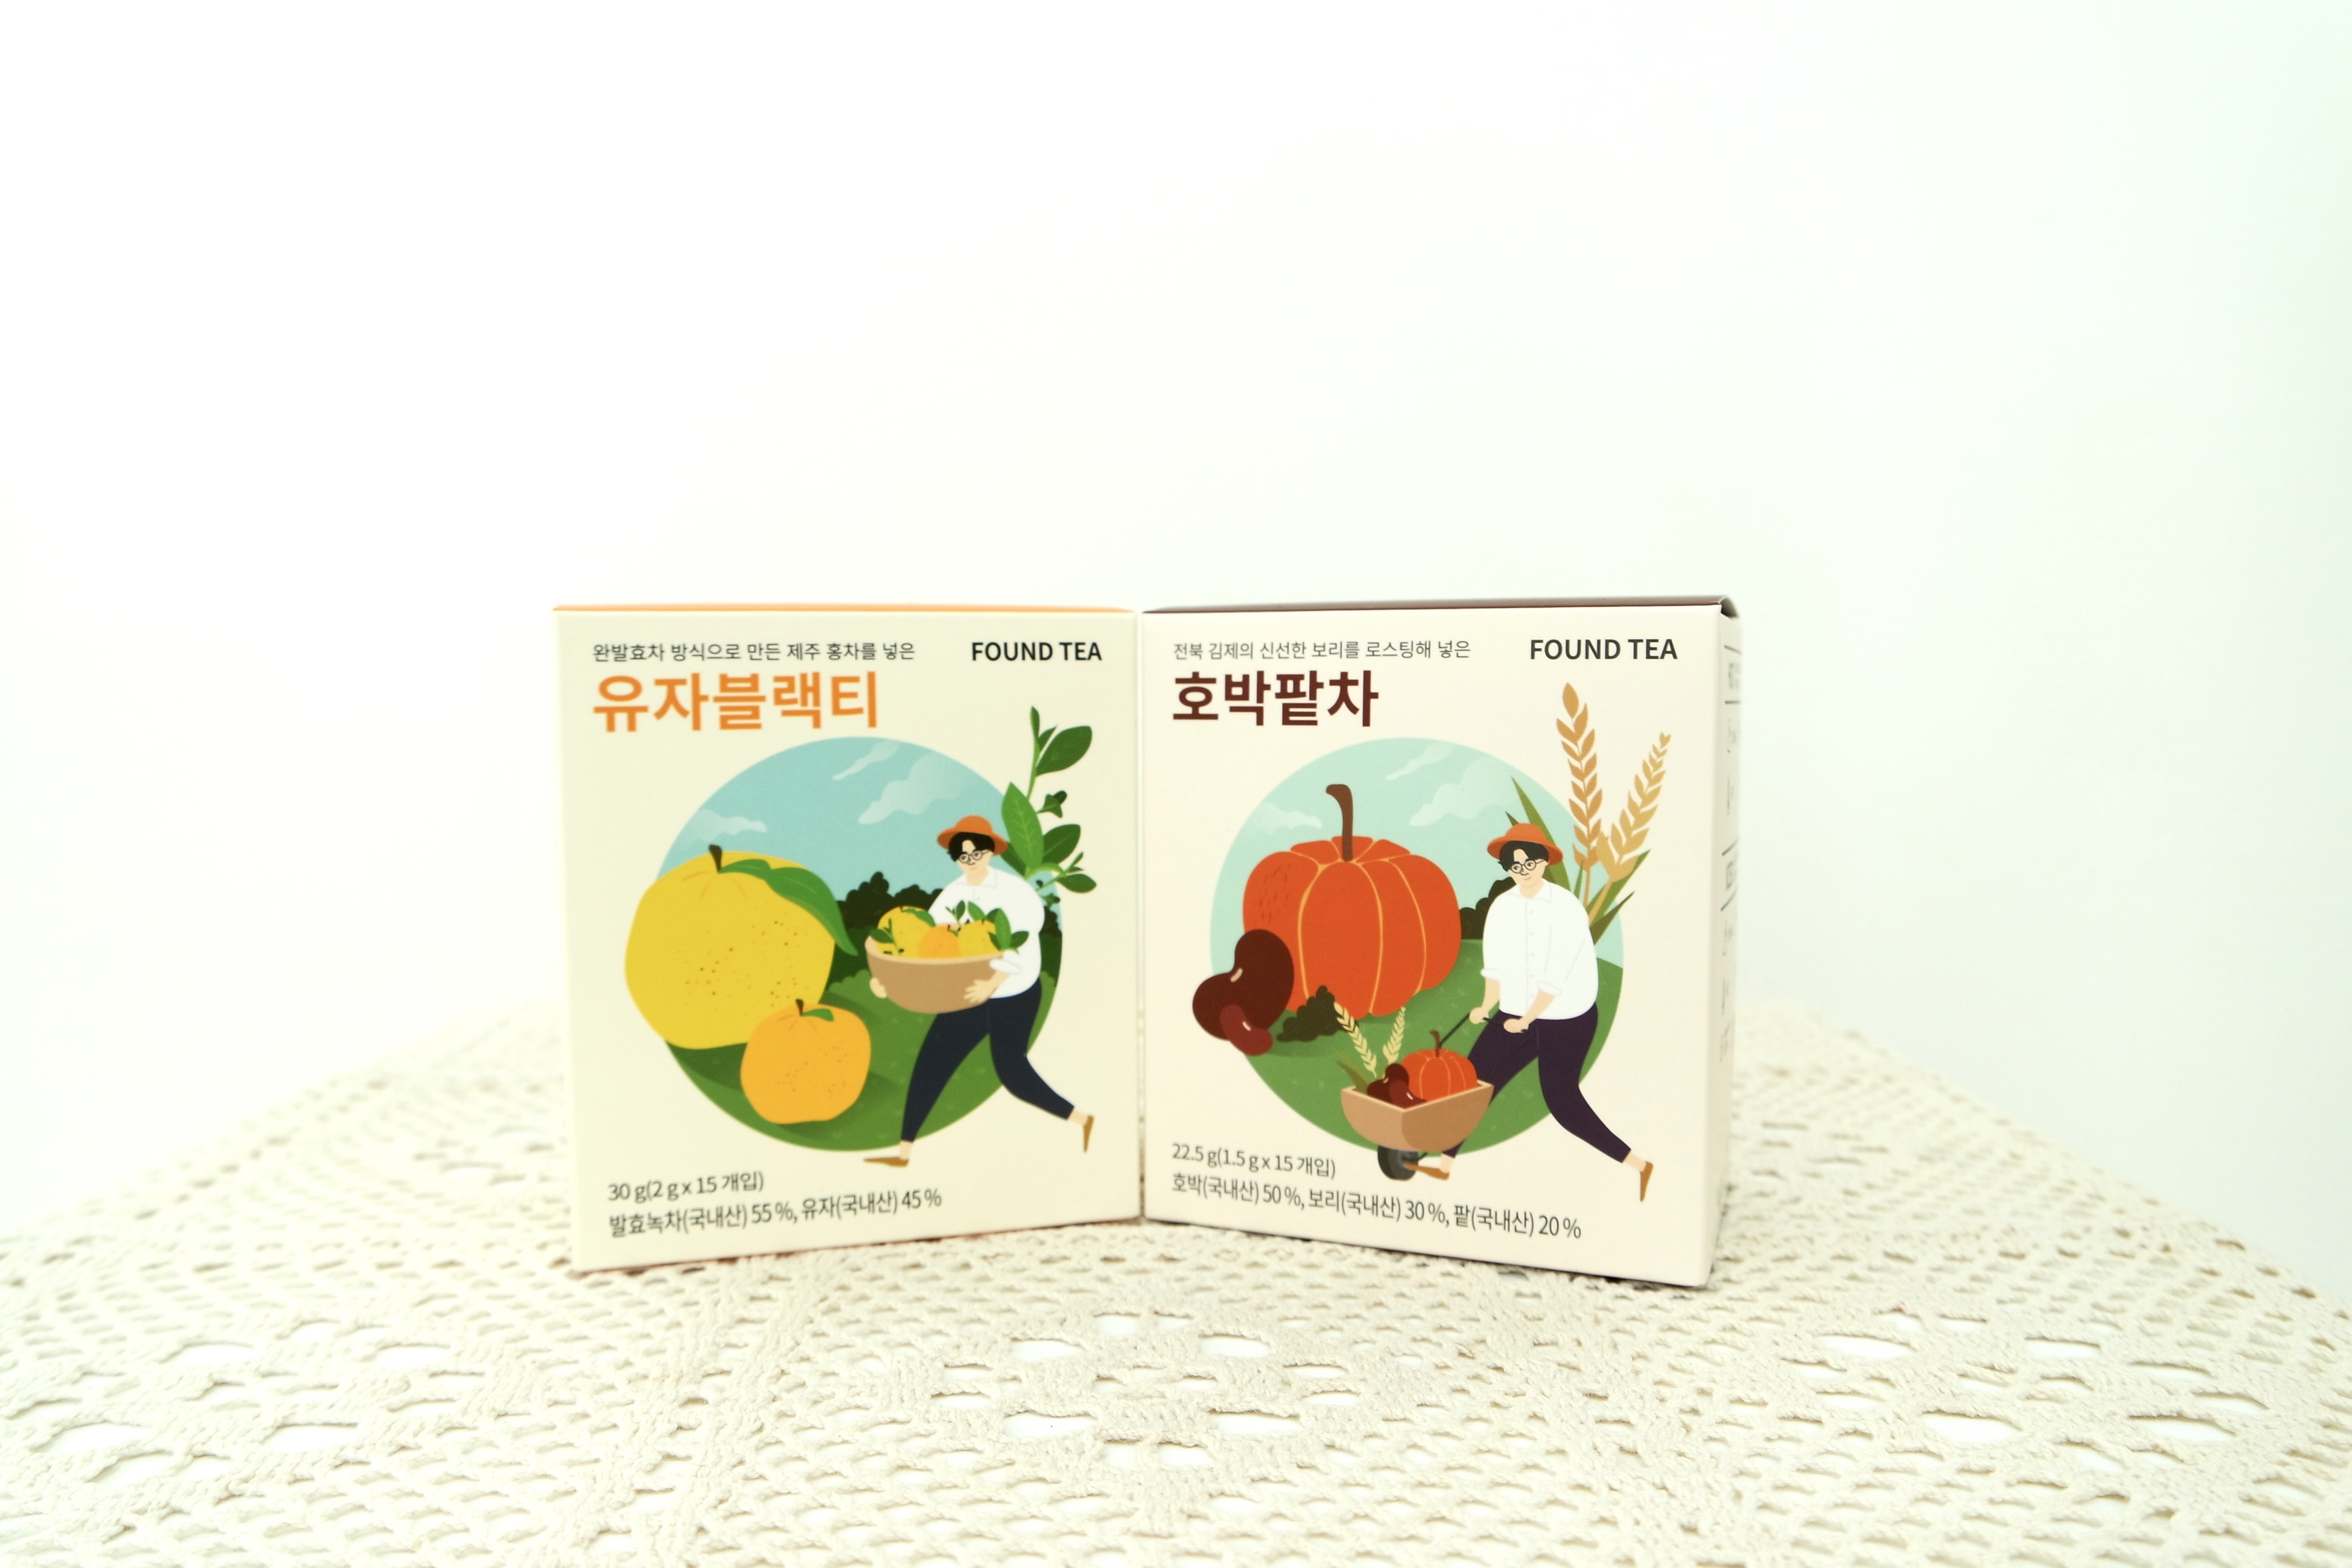 완발효차 방식으로 만든 제주 홍차를 넣은
FOUND TEA
유자블랙티
30 g(2 g x 15 개입)
발효녹차(국내산) 55 %, 유자(국내산) 45 %
전북 김제의 신선한 보리를 로스팅해 넣은
FOUND TEA
호박팥차
22.5 g(1.5 g x 15 개입)
호박(국내산) 50 %, 보리(국내산) 30 %, 팥(국내산) 20 %